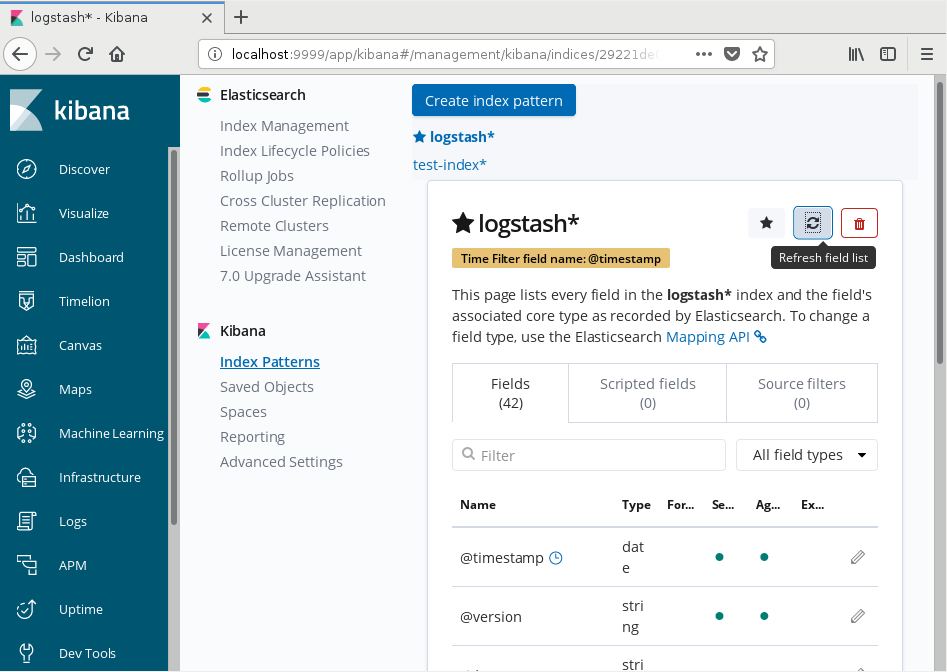 logstash* - Kibana
localhost:9999/app/kibana#/management/kibana/indices/29221de
kibana
Discover
Visualize
Dashboard
Timelion
Canvas
Maps
Machine Learning
Infrastructure
Logs
APM
Uptime
Dev Tools
Elasticsearch
Index Management
Index Lifecycle Policies
Rollup Jobs
Cross Cluster Replication
Remote Clusters
License Management
7.0 Upgrade Assistant
Kibana
Index Patterns
Saved Objects
Spaces
Reporting
Advanced Settings
Create index pattern
logstash*
test-index*
logstash*
Refresh field list
Time Filter field name: @timestamp
This page lists every field in the logstash* index and the field's
associated core type as recorded by Elasticsearch. To change a
field type, use the Elasticsearch Mapping API
Fields
(42)
Scripted fields
(0)
Source filters
(0)
Filter
All field types
Name Type For... Se... Ag... Ex...
@timestamp dat
e
@version stri
ng
stri